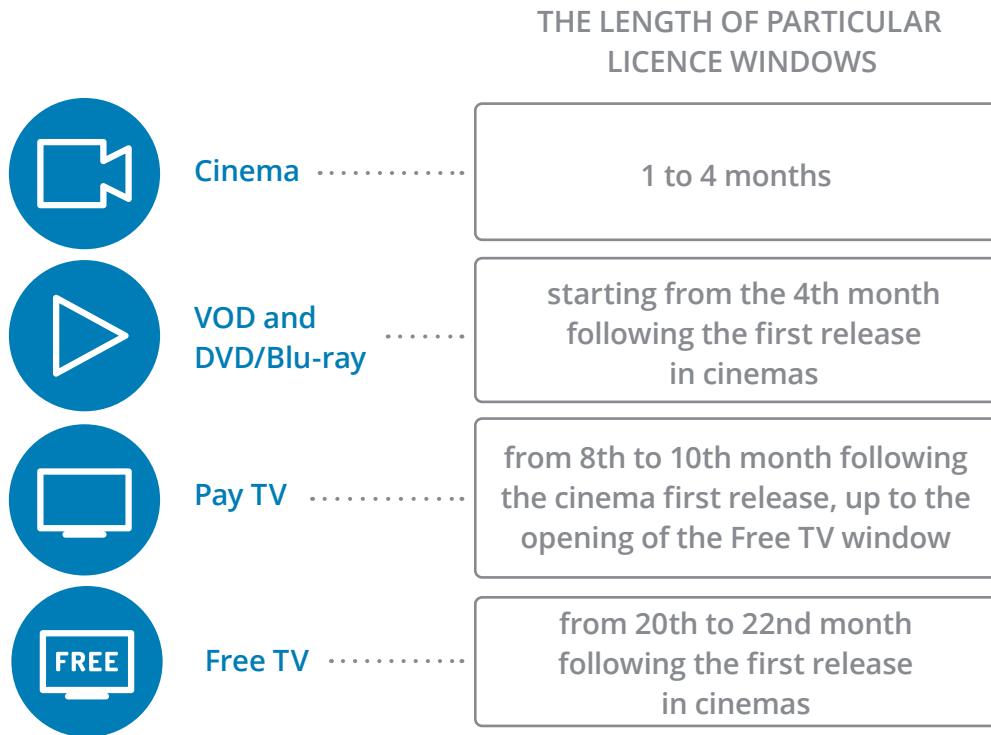 THE LENGTH OF PARTICULAR
LICENCE WINDOWS
Cinema
1 to 4 months
VOD and
DVD/Blu-ray
starting from the 4th month
following the first release
in cinemas
Pay TV
from 8th to 10th month following
the cinema first release, up to the
opening of the Free TV window
FREE
Free TV
from 20th to 22nd month
following the first release
in cinemas